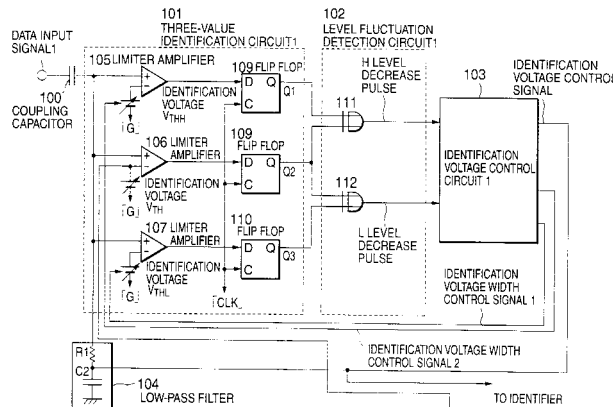 101
THREE-VALUE
IDENTIFICATION CIRCUIT1
102
LEVEL FLUCTUATION
DETECTION CIRCUIT1
DATA INPUT
SIGNAL1
105 LIMITER AMPLIFIER
109 FLIP FLOP
D Q
C
Q1
H LEVEL
DECREASE
PULSE
103
IDENTIFICATION
VOLTAGE CONTROL
SIGNAL
100
COUPLING
CAPACITOR
IDENTIFICATION
VOLTAGE
VTHH
G
111
106 LIMITER
AMPLIFIER
109
FLIP FLOP
D Q
C
Q2
IDENTIFICATION
VOLTAGE
VTH
G
112
IDENTIFICATION
VOLTAGE CONTROL
CIRCUIT 1
107 LIMITER
AMPLIFIER
110
FLIP FLOP
D Q
C
Q3
L LEVEL
DECREASE
PULSE
IDENTIFICATION
VOLTAGE
VTHL
G
CLK
IDENTIFICATION
VOLTAGE WIDTH
CONTROL SIGNAL 1
R1
C2
104
LOW-PASS FILTER
IDENTIFICATION VOLTAGE WIDTH
CONTROL SIGNAL 2
TO IDENTIFIER